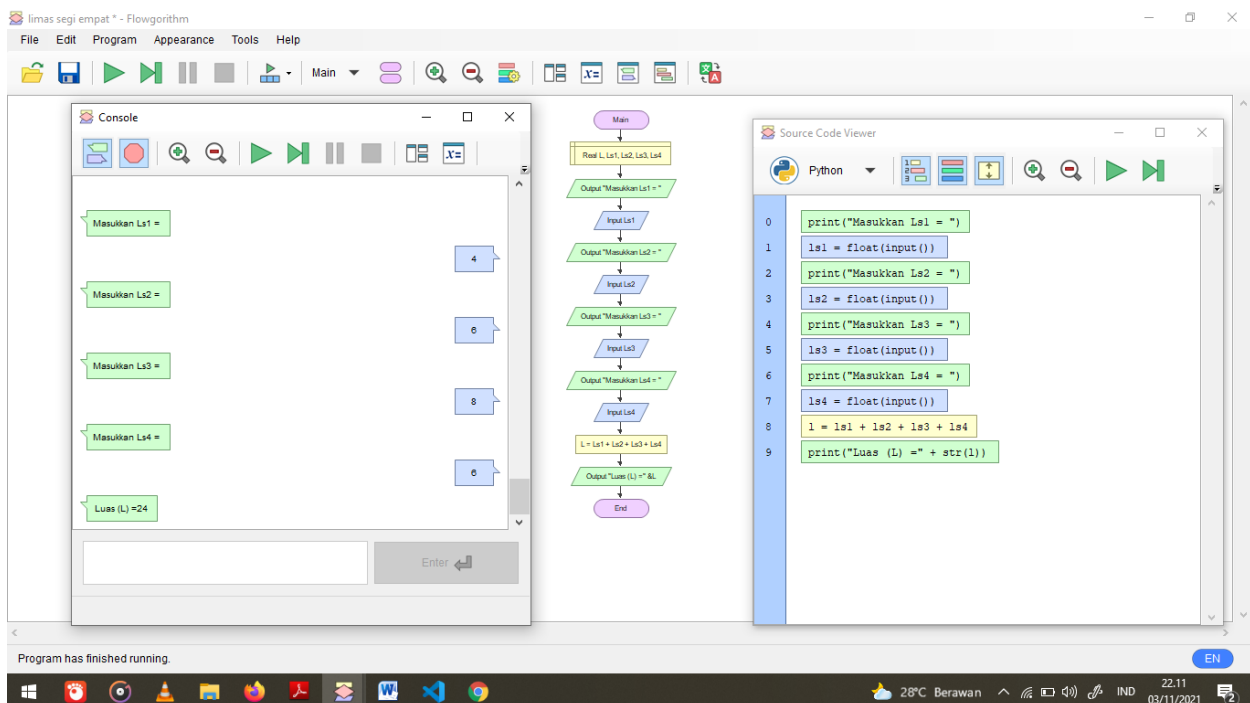 limas segi empat * - Flowgorithm
File Edit Program Appearance Tools Help
Main
Console
Masukkan Ls1 =
4
Masukkan Ls2 =
6
Masukkan Ls3 =
8
Masukkan Ls4 =
6
Luas (L) =24
Enter
Main
Real L, Ls1, Ls2, Ls3, Ls4
Output "Masukkan Ls1 = "
Input Ls1
Output "Masukkan Ls2 = "
Input Ls2
Output "Masukkan Ls3 = "
Input Ls3
Output "Masukkan Ls4 = "
Input Ls4
L = Ls1 + Ls2 + Ls3 + Ls4
Output "Luas (L) =" &L
End
Source Code Viewer
Python
0 print("Masukkan Ls1 = ")
1 ls1 = float(input())
2 print("Masukkan Ls2 = ")
3 ls2 = float(input())
4 print("Masukkan Ls3 = ")
5 ls3 = float(input())
6 print("Masukkan Ls4 = ")
7 ls4 = float(input())
8 l = ls1 + ls2 + ls3 + ls4
9 print("Luas (L) =" + str(l))
Program has finished running.
EN
28°C Berawan
IND
22.11
03/11/2021
2